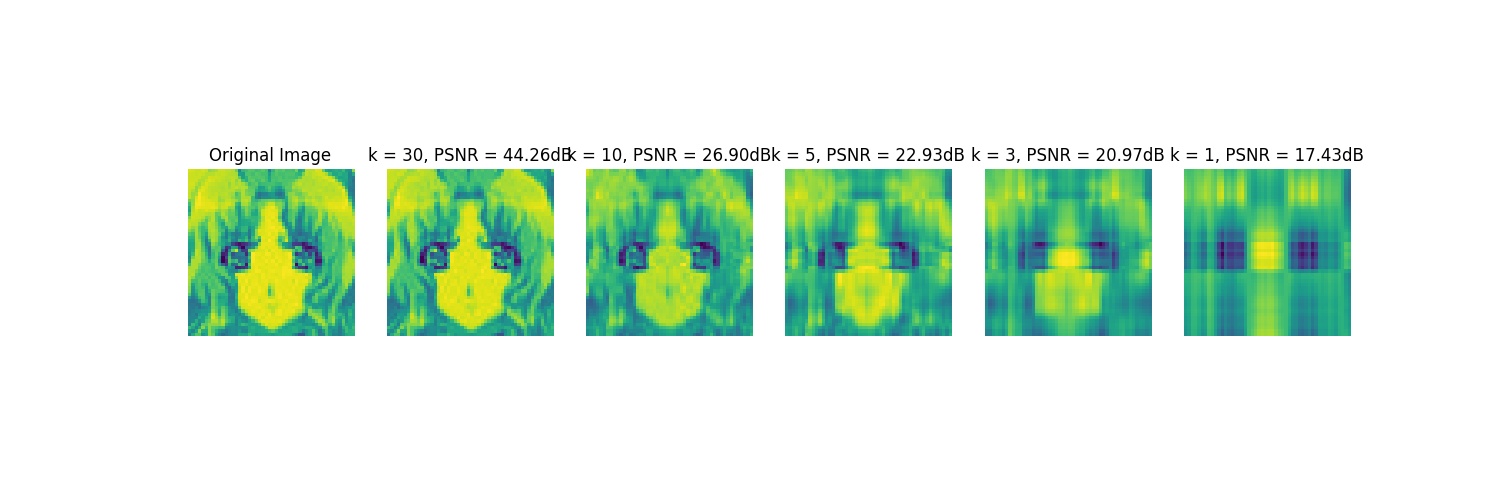 Original Image
k = 30, PSNR = 44.26dB
k = 10, PSNR = 26.90dB
k = 5, PSNR = 22.93dB
k = 3, PSNR = 20.97dB
k = 1, PSNR = 17.43dB